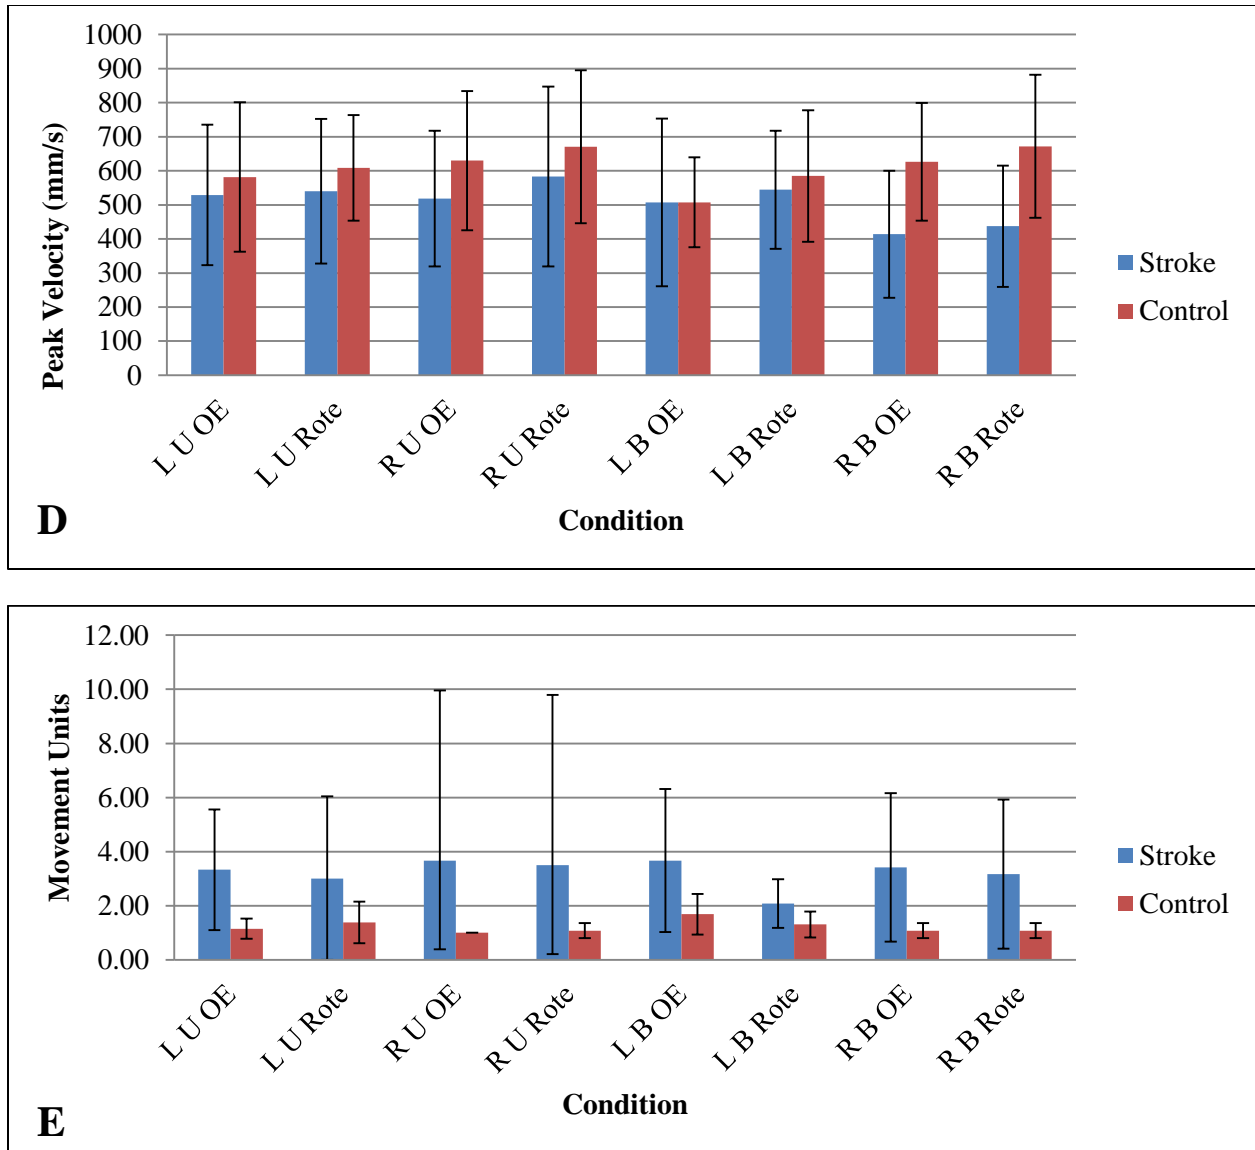 1000
900
800
700
600
500
400
300
200
100
0
Peak Velocity (mm/s)
L U OE
L U Rote
R U OE
R U Rote
L B OE
L B Rote
R B OE
R B Rote
Condition
Stroke
Control
D
12.00
10.00
8.00
6.00
4.00
2.00
0.00
Movement Units
L U OE
L U Rote
R U OE
R U Rote
L B OE
L B Rote
R B OE
R B Rote
Condition
Stroke
Control
E